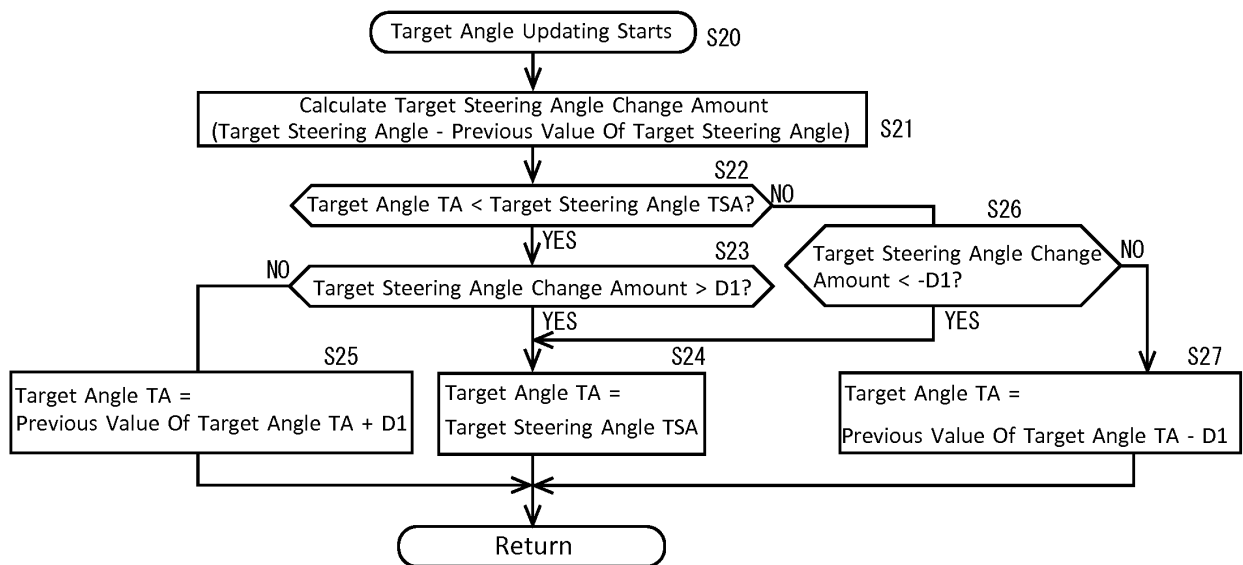 Target Angle Updating Starts
S20
Calculate Target Steering Angle Change Amount
(Target Steering Angle - Previous Value Of Target Steering Angle)
S21
S22
Target Angle TA < Target Steering Angle TSA?
NO
YES
S26
Target Steering Angle Change
Amount < -D1?
NO
YES
S23
NO
Target Steering Angle Change Amount > D1?
YES
S25
Target Angle TA =
Previous Value Of Target Angle TA + D1
S24
Target Angle TA =
Target Steering Angle TSA
S27
Target Angle TA =
Previous Value Of Target Angle TA - D1
Return